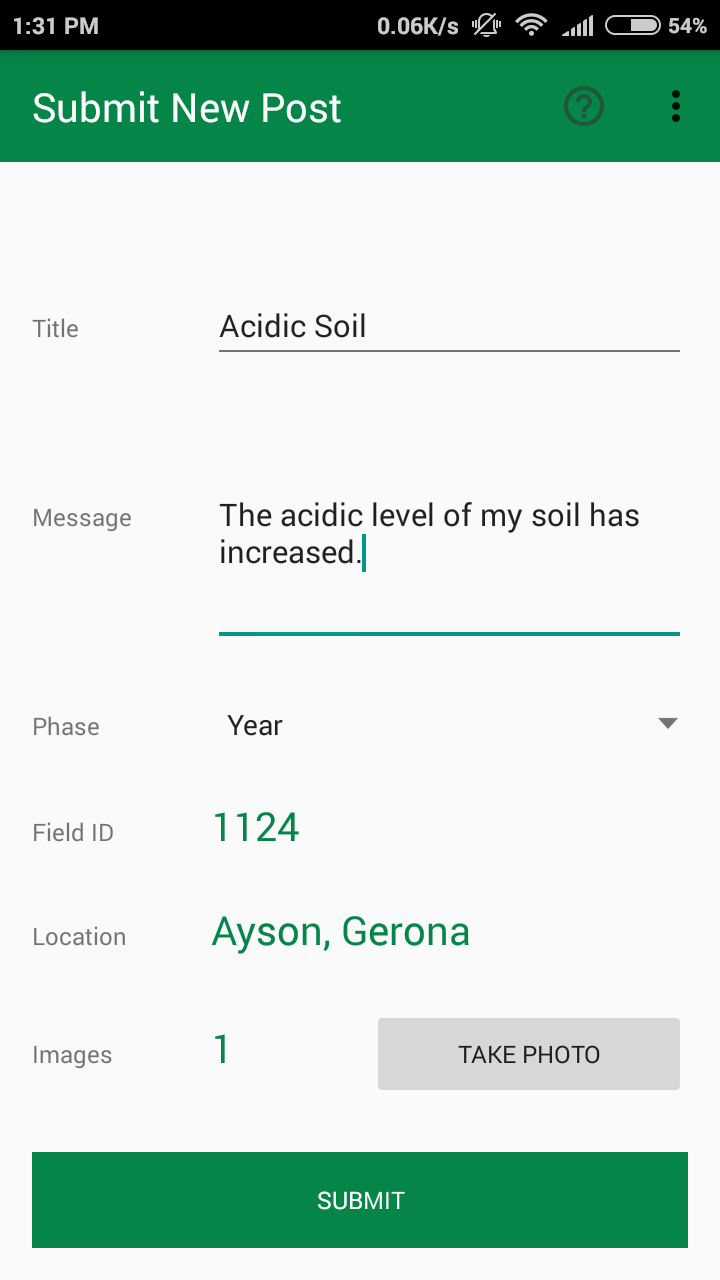 1:31 PM 0.06K/s 54%
Submit New Post
Title Acidic Soil
Message The acidic level of my soil has
increased.
Phase Year
Field ID 1124
Location Ayson, Gerona
Images 1 TAKE PHOTO
SUBMIT